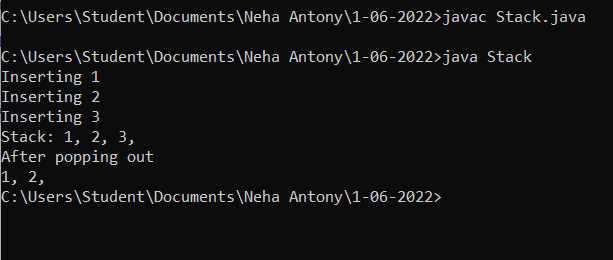 C:\Users\Student\Documents\Neha Antony\1-06-2022>javac Stack.java
C:\Users\Student\Documents\Neha Antony\1-06-2022>java Stack
Inserting 1
Inserting 2
Inserting 3
Stack: 1, 2, 3,
After popping out
1, 2,
C:\Users\Student\Documents\Neha Antony\1-06-2022>